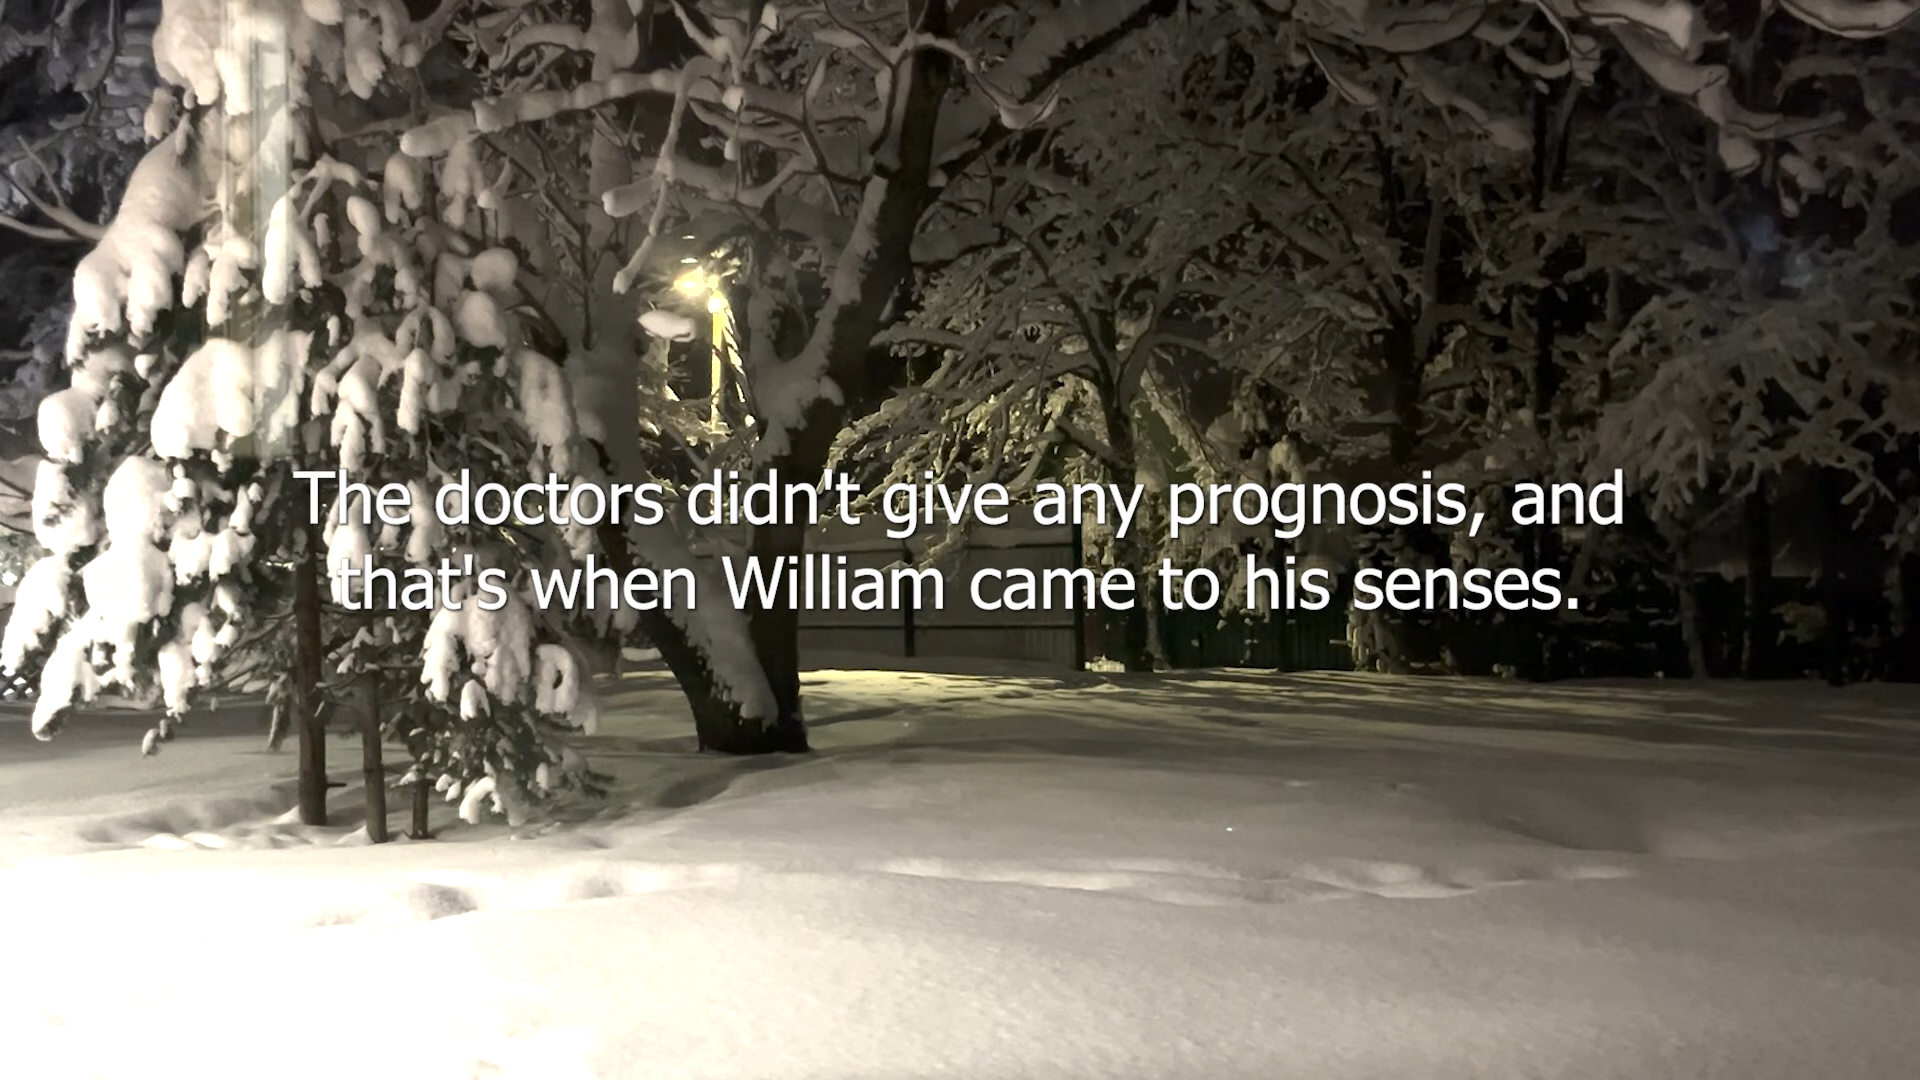 The doctors didn't give any prognosis, and
that's when William came to his senses.